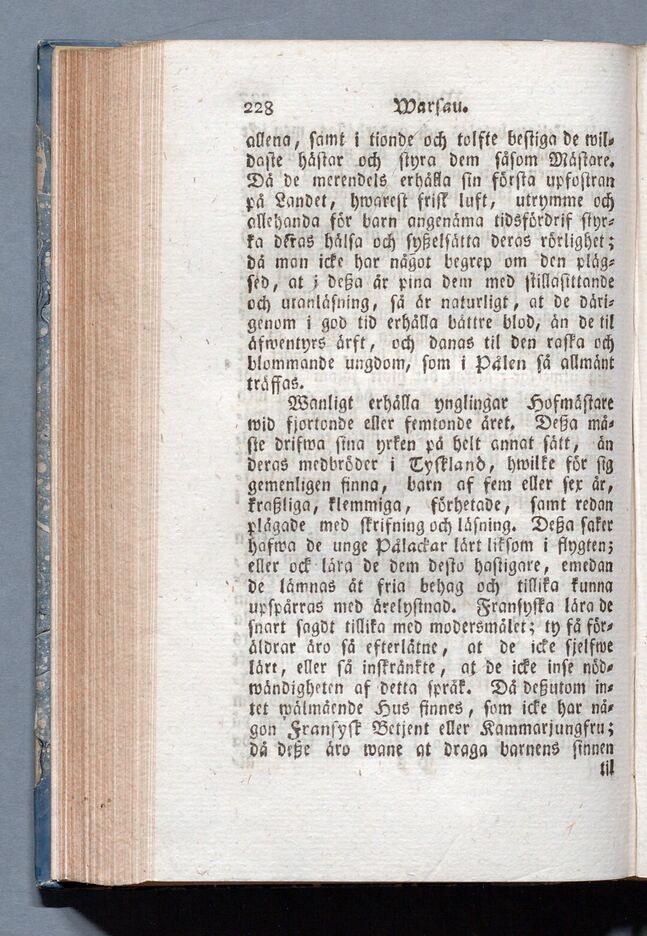 228 Warsau.
allena, samt i tionde och tolfte bestiga de wil-
daste hästar och styra dem såsom Mästare.
Då de merendels erhålla sin första upfostran
på Landet, hwarest frisk luft, utrymme och
allehanda för barn angenäma tidsfördrif styr-
ka deras hälsa och sysselsätta deras rörlighet;
då man icke har något begrep om den plåg-
sed, at i deßa år pina dem med stillasittande
och utanläsning, så är naturligt, at de däri-
genom i god tid erhålla bättre blod, än de til
äfwentyrs ärft, och danas til den raska och
blommande ungdom, som i Pålen så allmänt
träffas.
Wanligt erhålla ynglingar Hofmästare
wid fjortonde eller femtonde året. Deßa må-
ste drifwa sina yrken på helt annat sätt, än
deras medbröder i Tyskland, hwilke för sig
gemenligen finna, barn af fem eller sex år,
kraßliga, klemmiga, förhetade, samt redan
plågade med skrifning och läsning. Deßa saker
hafwa de unge Pålackar lärt liksom i flygten;
eller ock lära de dem desto hastigare, emedan
de lämnas åt fria behag och tillika kunna
upspärras med ärelystnad. Fransyska lära de
snart sagdt tillika med modersmålet; ty få för-
äldrar äro så efterlåtne, at de icke sjelfwe
lärt, eller så inskränkte, at de icke inse nöd-
wändigheten af detta språk. Då deßutom in-
tet wälmående Hus finnes, som icke har nå-
gon Fransysk Betjent eller Kammarjungfru;
då deße äro wane at draga barnens sinnen
til